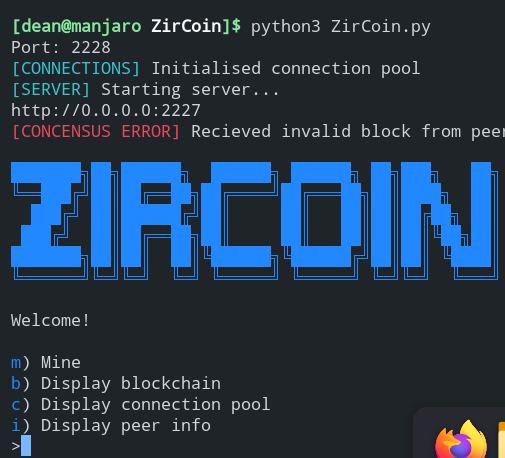 [dean@manjaro ZirCoin]$ python3 ZirCoin.py
Port: 2228
[CONNECTIONS] Initialised connection pool
[SERVER] Starting server...
http://0.0.0.0:2227
[CONCENSUS ERROR] Recieved invalid block from peer
ZIRCOIN
Welcome!
m) Mine
b) Display blockchain
c) Display connection pool
i) Display peer info
>